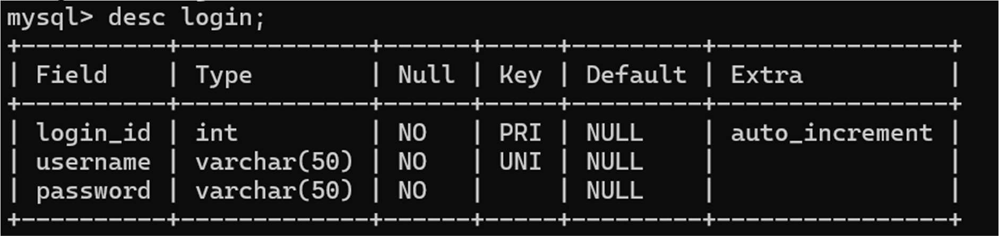 mysql> desc login;
+----------+-------------+------+-----+---------+----------------+
| Field    | Type        | Null | Key | Default | Extra          |
+----------+-------------+------+-----+---------+----------------+
| login_id | int         | NO   | PRI | NULL    | auto_increment |
| username | varchar(50) | NO   | UNI | NULL    |                |
| password | varchar(50) | NO   |     | NULL    |                |
+----------+-------------+------+-----+---------+----------------+